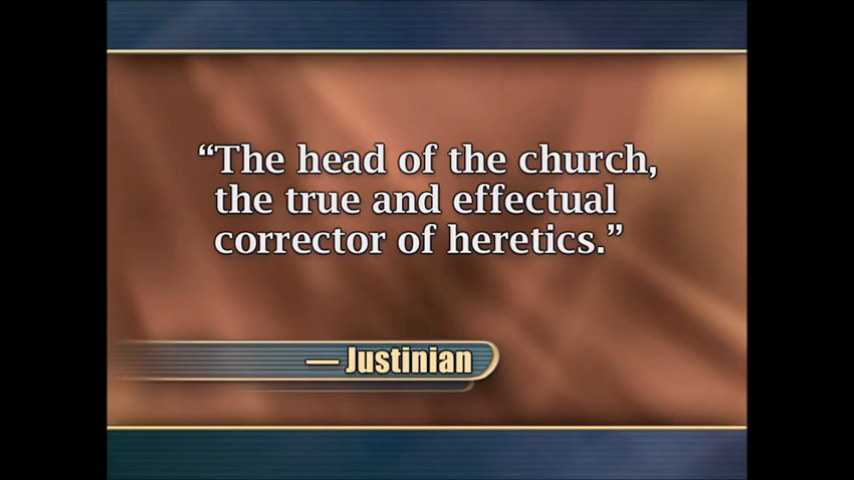 “The head of the church,
the true and effectual
corrector of heretics.”
— Justinian